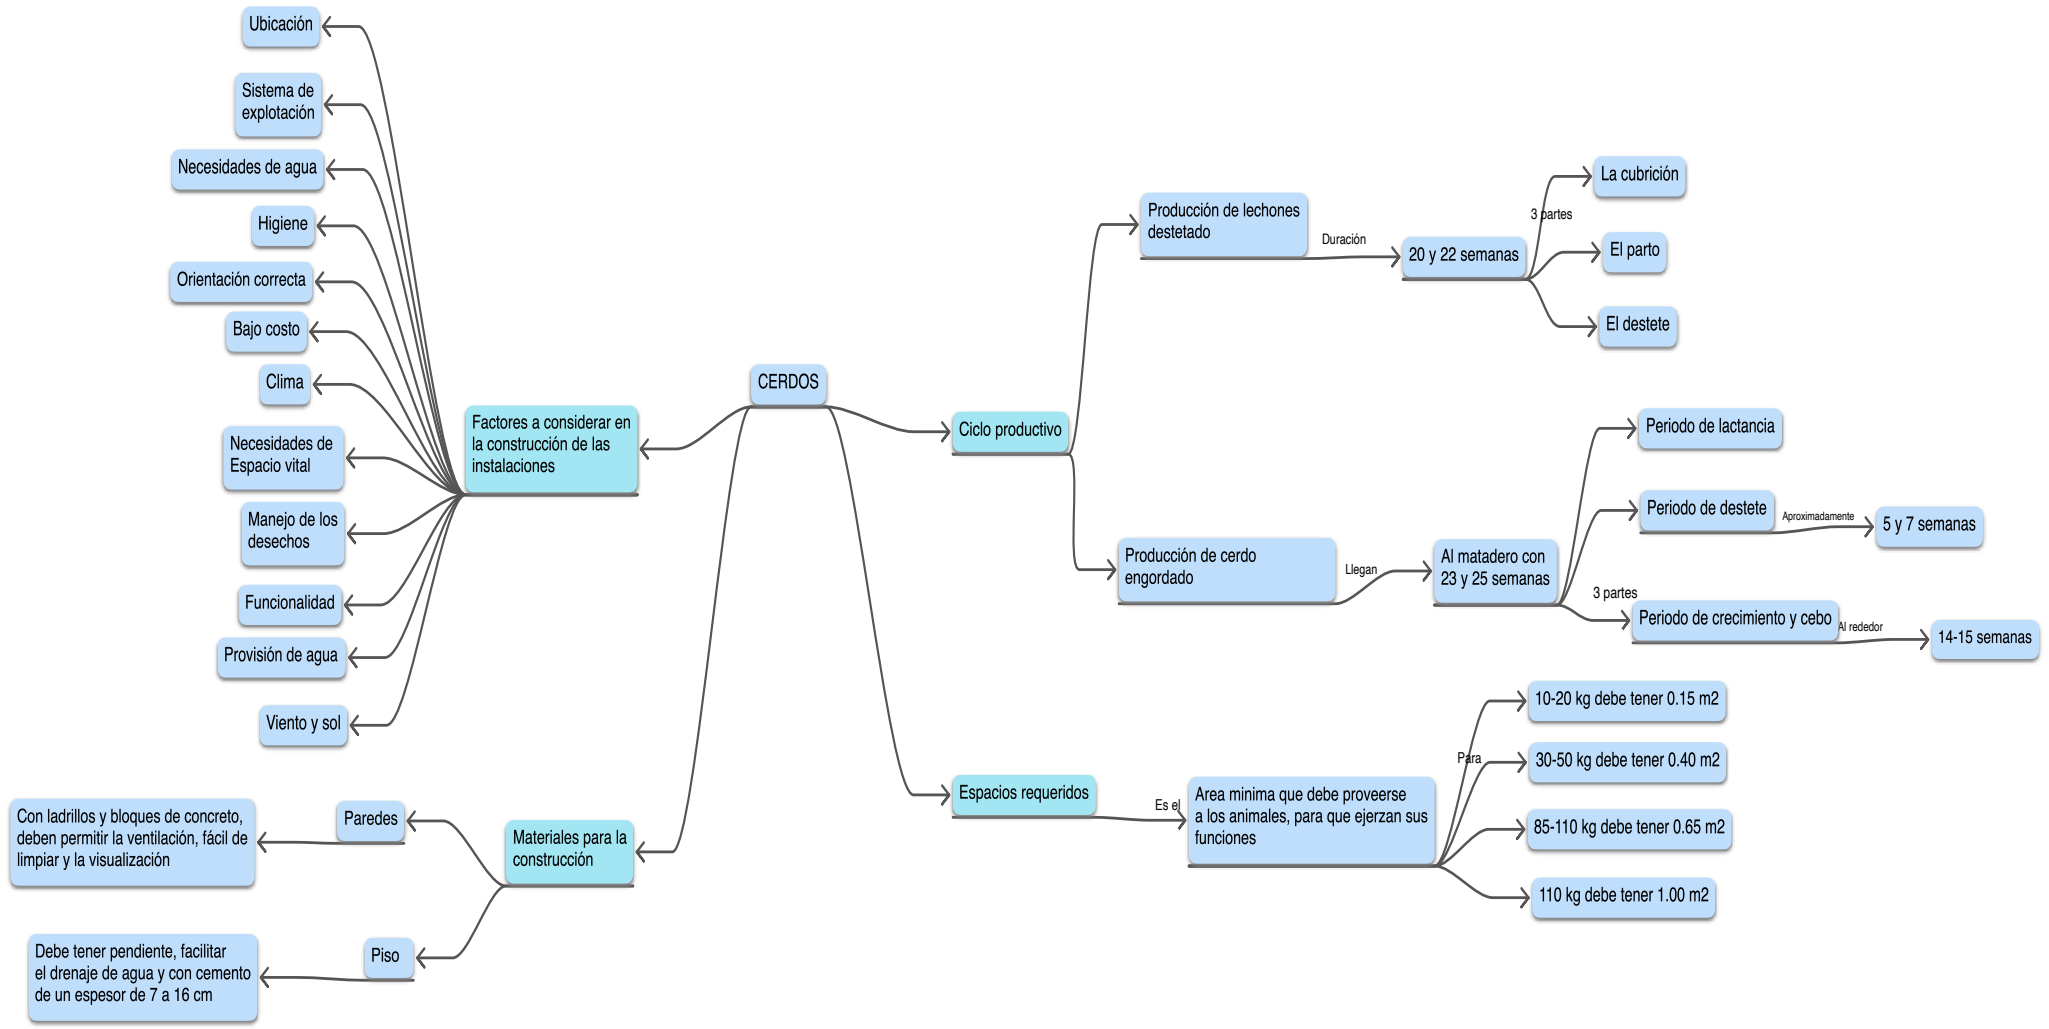 CERDOS
Factores a considerar en
la construcción de las
instalaciones
Ubicación
Sistema de
explotación
Necesidades de agua
Higiene
Orientación correcta
Bajo costo
Clima
Necesidades de
Espacio vital
Manejo de los
desechos
Funcionalidad
Provisión de agua
Viento y sol
Materiales para la
construcción
Paredes
Con ladrillos y bloques de concreto,
deben permitir la ventilación, fácil de
limpiar y la visualización
Piso
Debe tener pendiente, facilitar
el drenaje de agua y con cemento
de un espesor de 7 a 16 cm
Ciclo productivo
Producción de lechones
destetado
Duración
20 y 22 semanas
3 partes
La cubrición
El parto
El destete
Producción de cerdo
engordado
Llegan
Al matadero con
23 y 25 semanas
3 partes
Periodo de lactancia
Periodo de destete
Aproximadamente
5 y 7 semanas
Periodo de crecimiento y cebo
Al rededor
14-15 semanas
Espacios requeridos
Es el
Area minima que debe proveerse
a los animales, para que ejerzan sus
funciones
Para
10-20 kg debe tener 0.15 m2
30-50 kg debe tener 0.40 m2
85-110 kg debe tener 0.65 m2
110 kg debe tener 1.00 m2